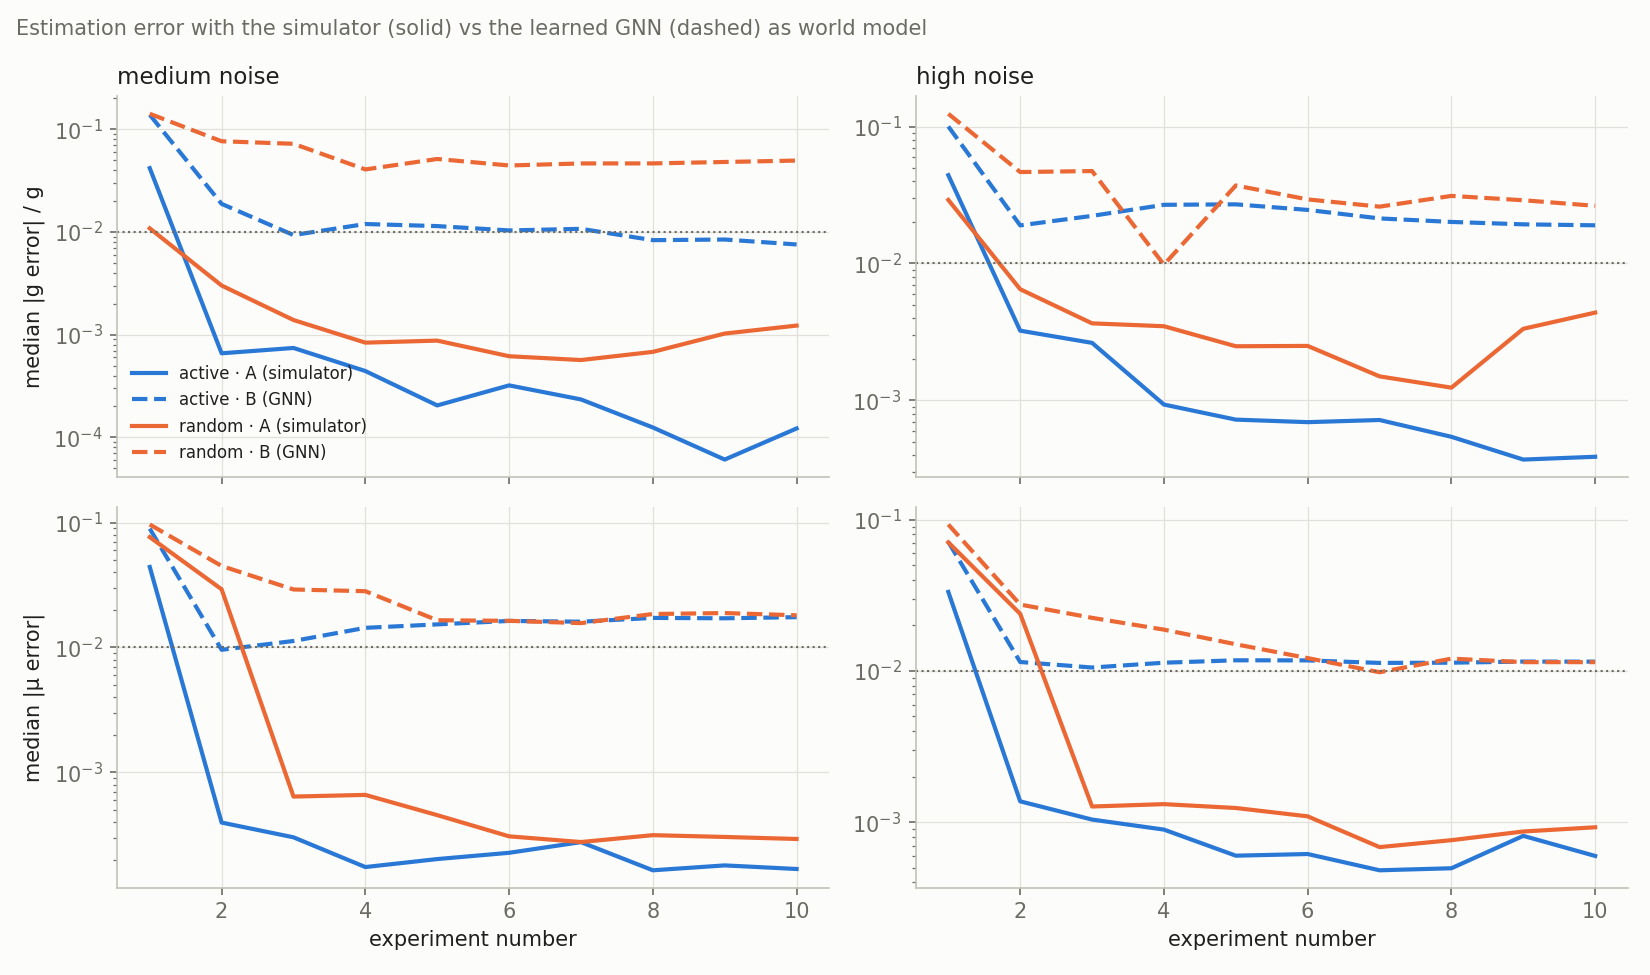 Estimation error with the simulator (solid) vs the learned GNN (dashed) as world model
medium noise
high noise
median |g error| / g
10⁻¹
10⁻²
10⁻³
10⁻⁴
active · A (simulator)
active · B (GNN)
random · A (simulator)
random · B (GNN)
10⁻¹
10⁻²
10⁻³
median |μ error|
10⁻¹
10⁻²
10⁻³
2 4 6 8 10
experiment number
10⁻¹
10⁻²
10⁻³
2 4 6 8 10
experiment number